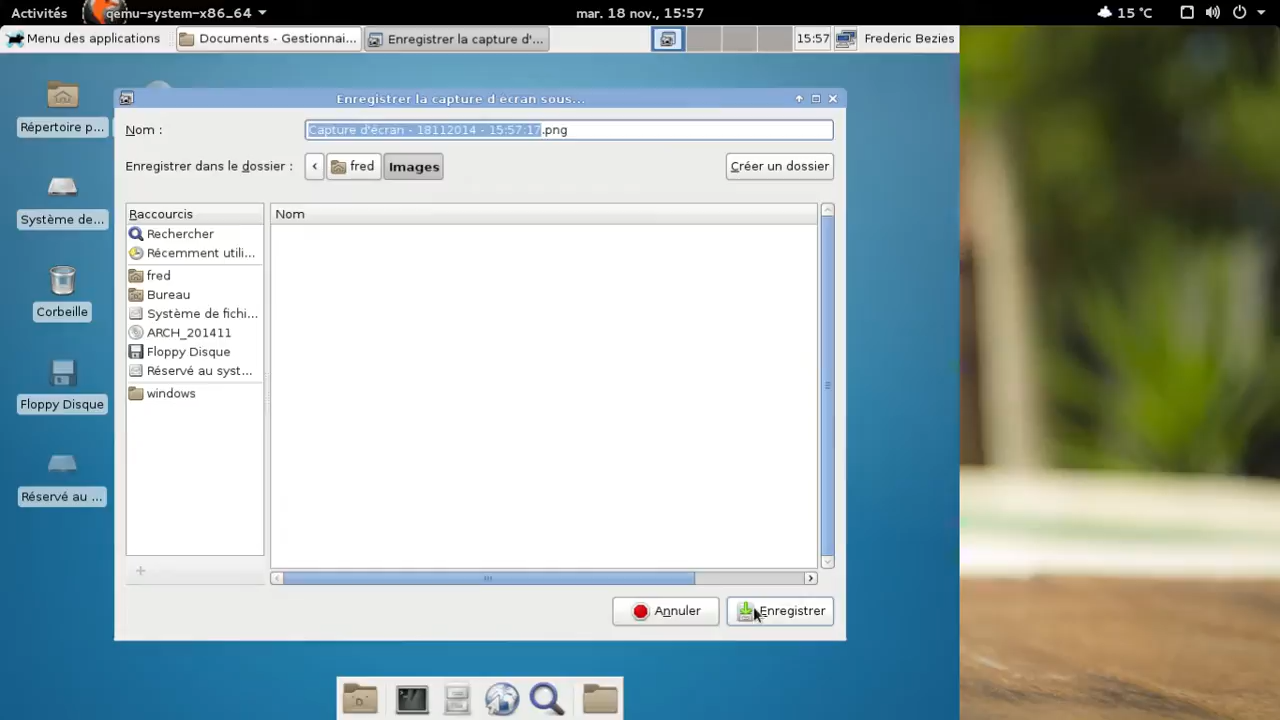 Activités qemu-system-x86_64 mar. 18 nov., 15:57 15 °C
Menu des applications Documents - Gestionnai... Enregistrer la capture d'... 15:57 Frederic Bezies
Enregistrer la capture d'écran sous...
Nom : Capture d'écran - 18112014 - 15:57:17.png
Enregistrer dans le dossier : fred Images Créer un dossier
Raccourcis Nom
Rechercher
Récemment utili...
fred
Bureau
Système de fichi...
ARCH_201411
Floppy Disque
Réservé au syst...
windows
Annuler Enregistrer
Répertoire p...
Système de...
Corbeille
Floppy Disque
Réservé au ...